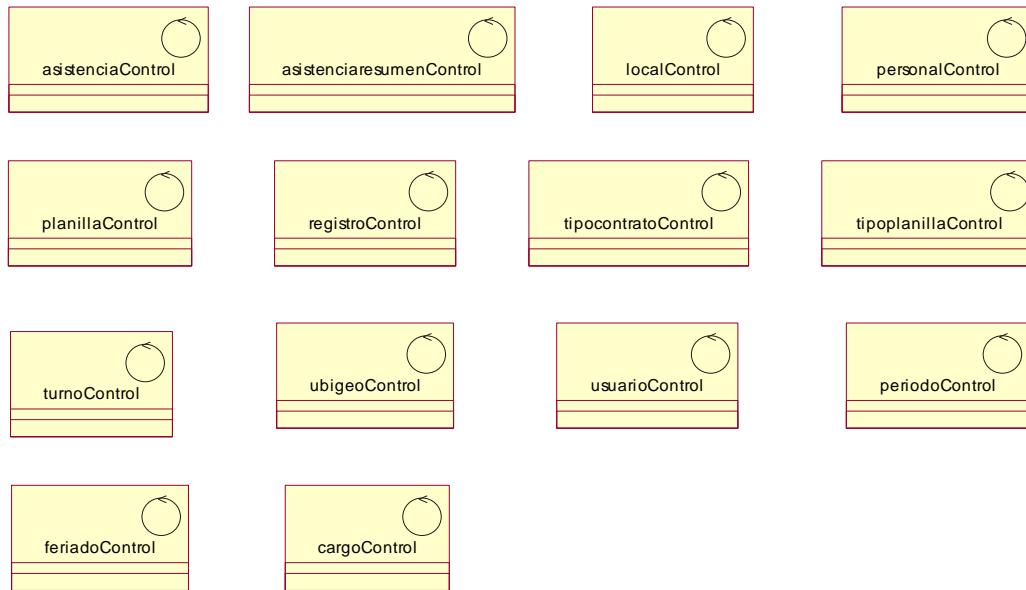 asistenciaControl
asistenciaresumenControl
localControl
personalControl
planillaControl
registroControl
tipocontratoControl
tipoplanillaControl
turnoControl
ubigeoControl
usuarioControl
periodoControl
feriadoControl
cargoControl